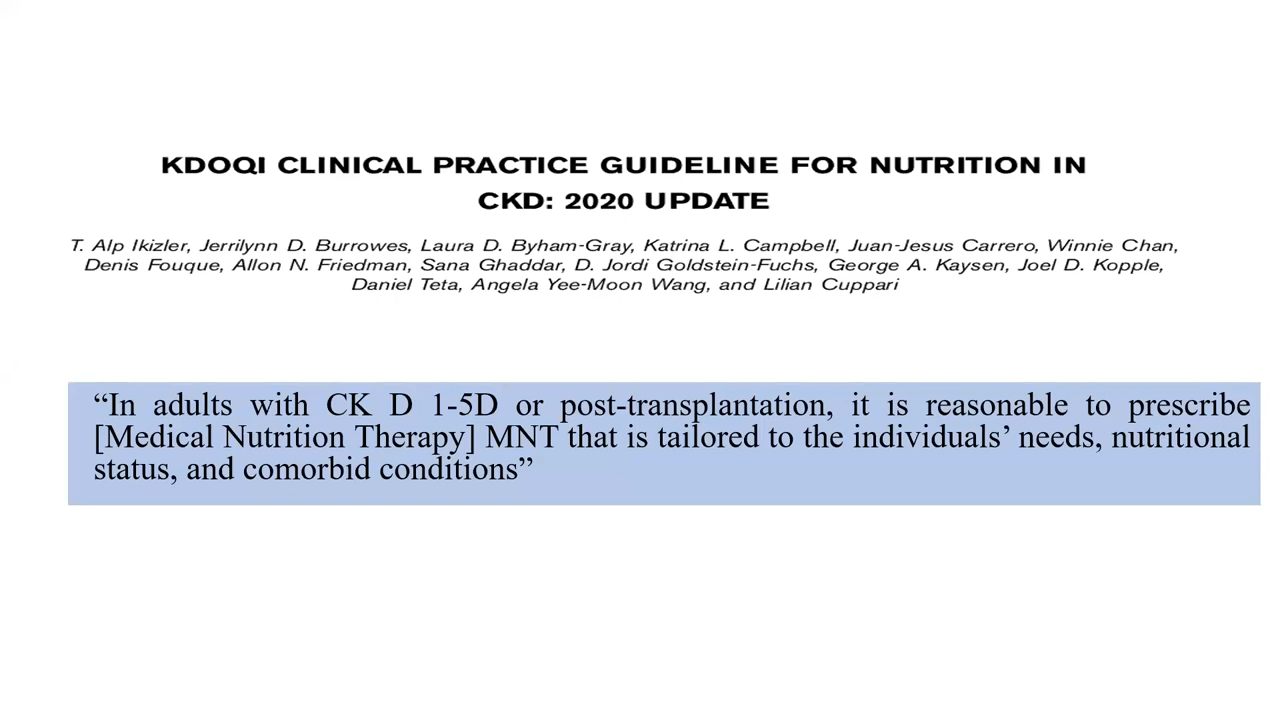 KDOQI CLINICAL PRACTICE GUIDELINE FOR NUTRITION IN
CKD: 2020 UPDATE
T. Alp Ikizler, Jerrilynn D. Burrowes, Laura D. Byham-Gray, Katrina L. Campbell, Juan-Jesus Carrero, Winnie Chan,
Denis Fouque, Allon N. Friedman, Sana Ghaddar, D. Jordi Goldstein-Fuchs, George A. Kaysen, Joel D. Kopple,
Daniel Teta, Angela Yee-Moon Wang, and Lilian Cuppari
“In adults with CK D 1-5D or post-transplantation, it is reasonable to prescribe
[Medical Nutrition Therapy] MNT that is tailored to the individuals’ needs, nutritional
status, and comorbid conditions”